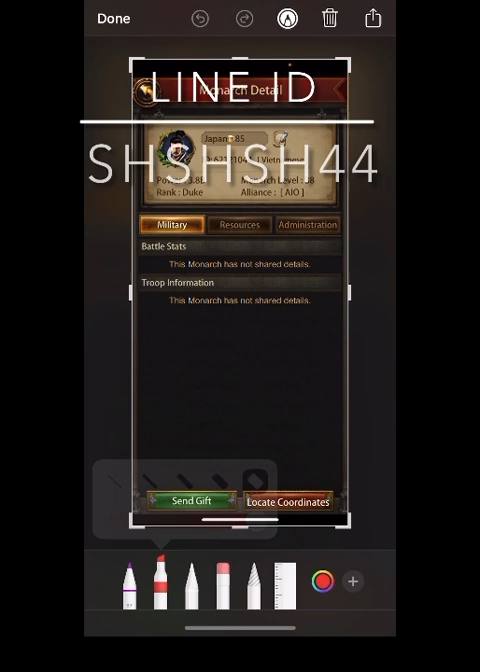 Done
LINE ID
Monarch Detail
SHSHSH44
Japan 85
Vietnamese
Monarch Level :
Rank : Duke
Alliance : [ AIO ]
Military
Resources
Administration
Battle Stats
This Monarch has not shared details.
Troop Information
This Monarch has not shared details.
Send Gift
Locate Coordinates